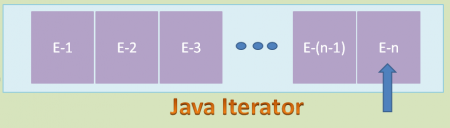 E-1 E-2 E-3 E-(n-1) E-n
Java Iterator